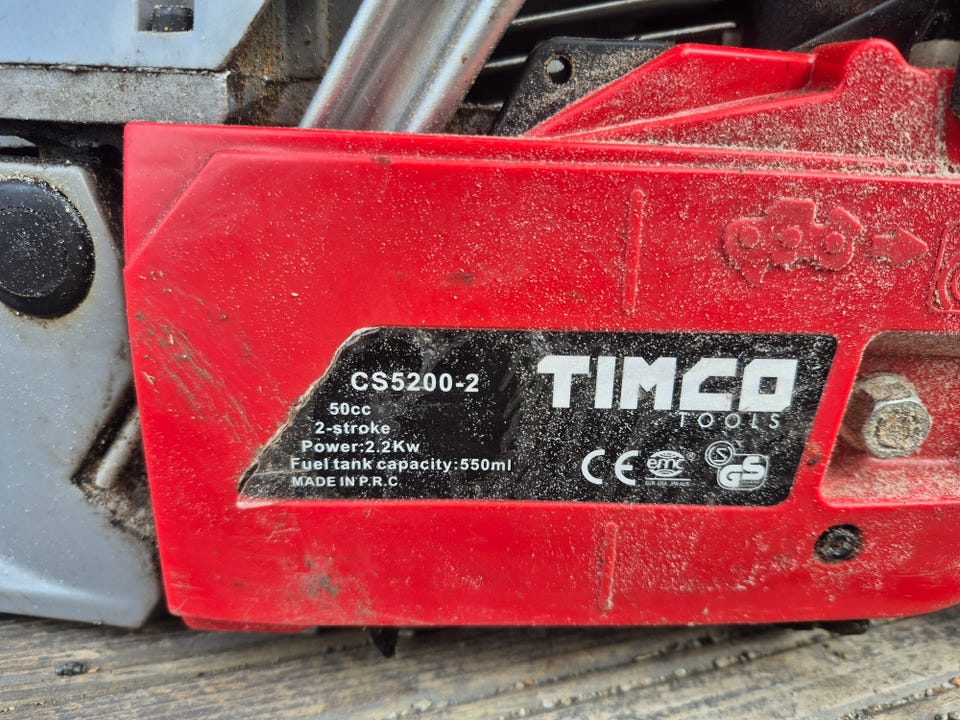 CS5200-2
50cc
2-stroke
Power:2.2Kw
Fuel tank capacity:550ml
MADE IN P.R.C
TIMCO
TOOLS
CE
emc
GS